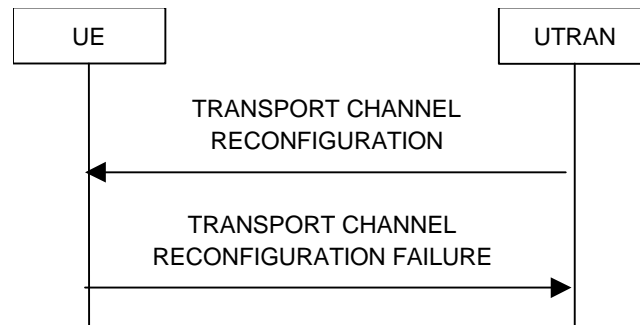 UE
UTRAN
TRANSPORT CHANNEL
RECONFIGURATION
TRANSPORT CHANNEL
RECONFIGURATION FAILURE